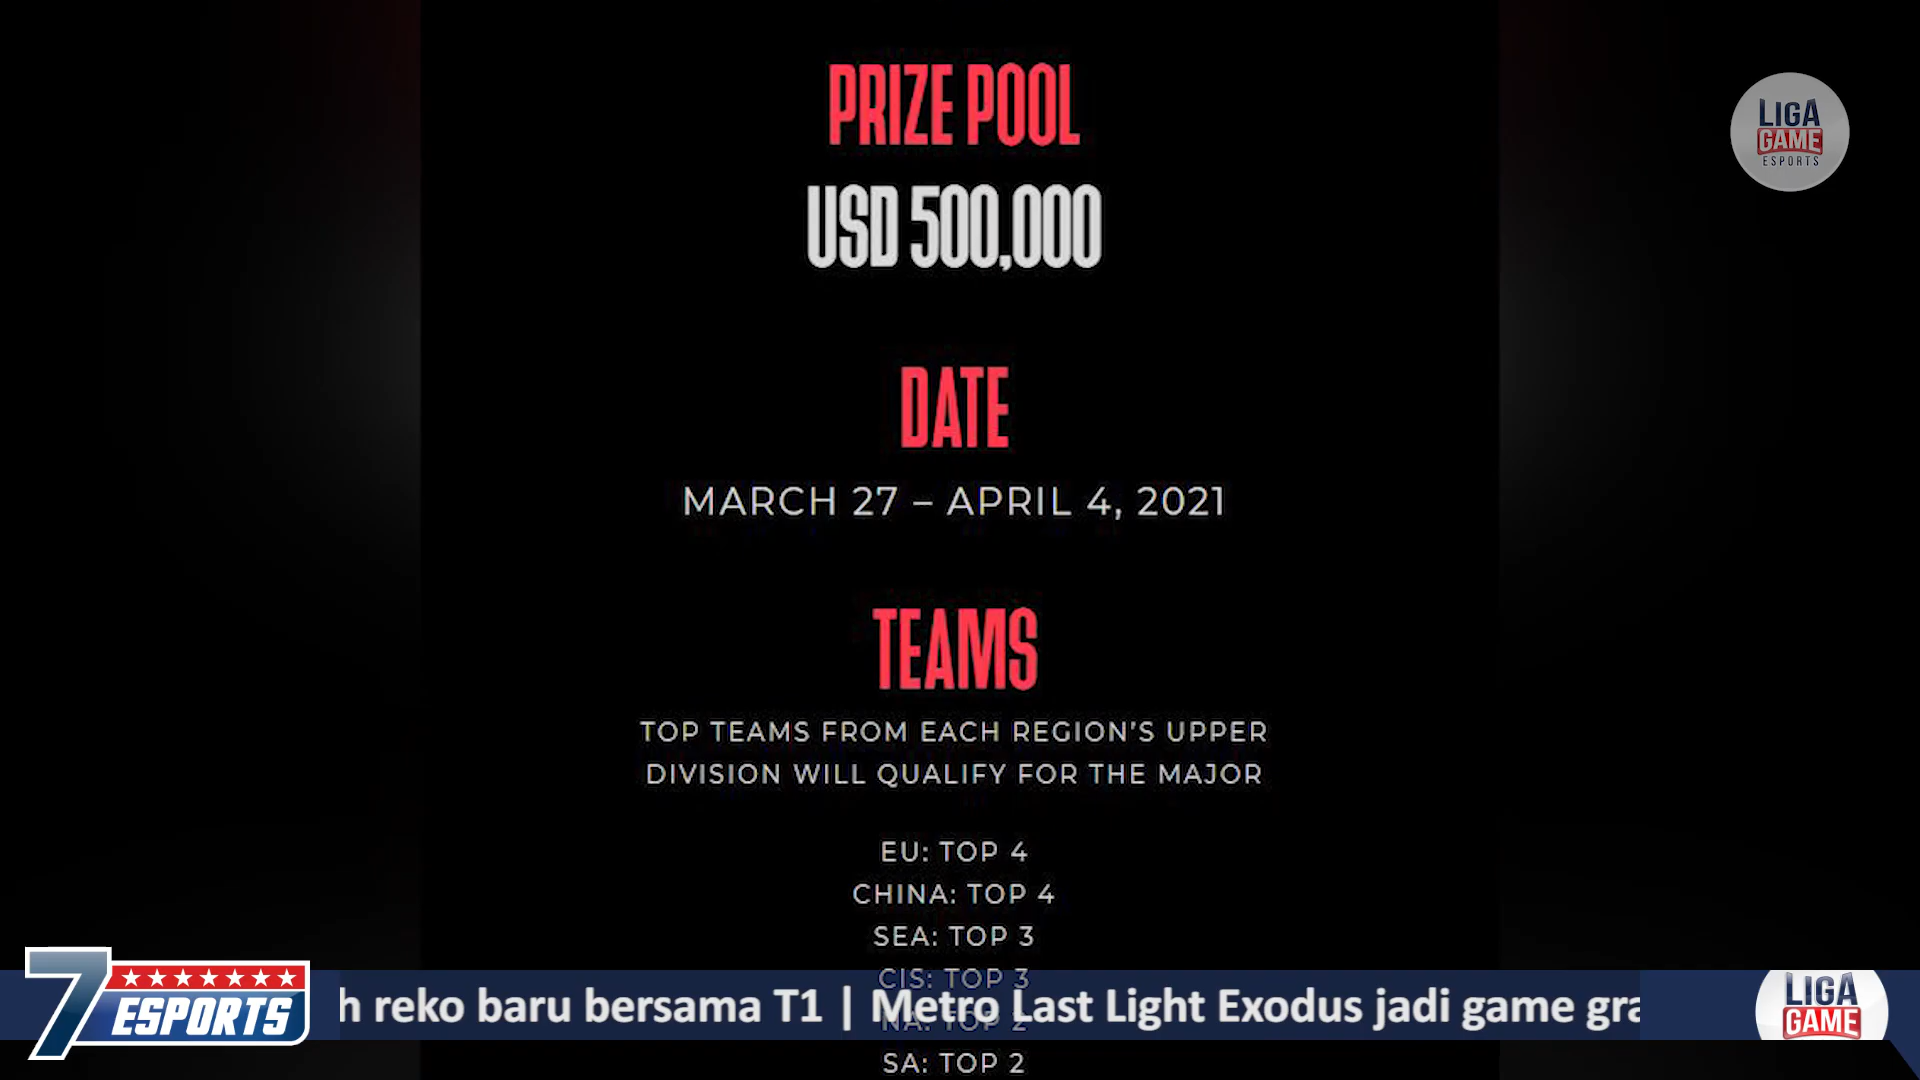 PRIZE POOL
USD 500,000
LIGA
GAME
ESPORTS
DATE
MARCH 27 – APRIL 4, 2021
TEAMS
TOP TEAMS FROM EACH REGION'S UPPER
DIVISION WILL QUALIFY FOR THE MAJOR
EU: TOP 4
CHINA: TOP 4
SEA: TOP 3
CIS: TOP 3
7 ESPORTS
h reko baru bersama T1 | Metro Last Light Exodus jadi game gra
LIGA
GAME
NA: TOP 2
SA: TOP 2